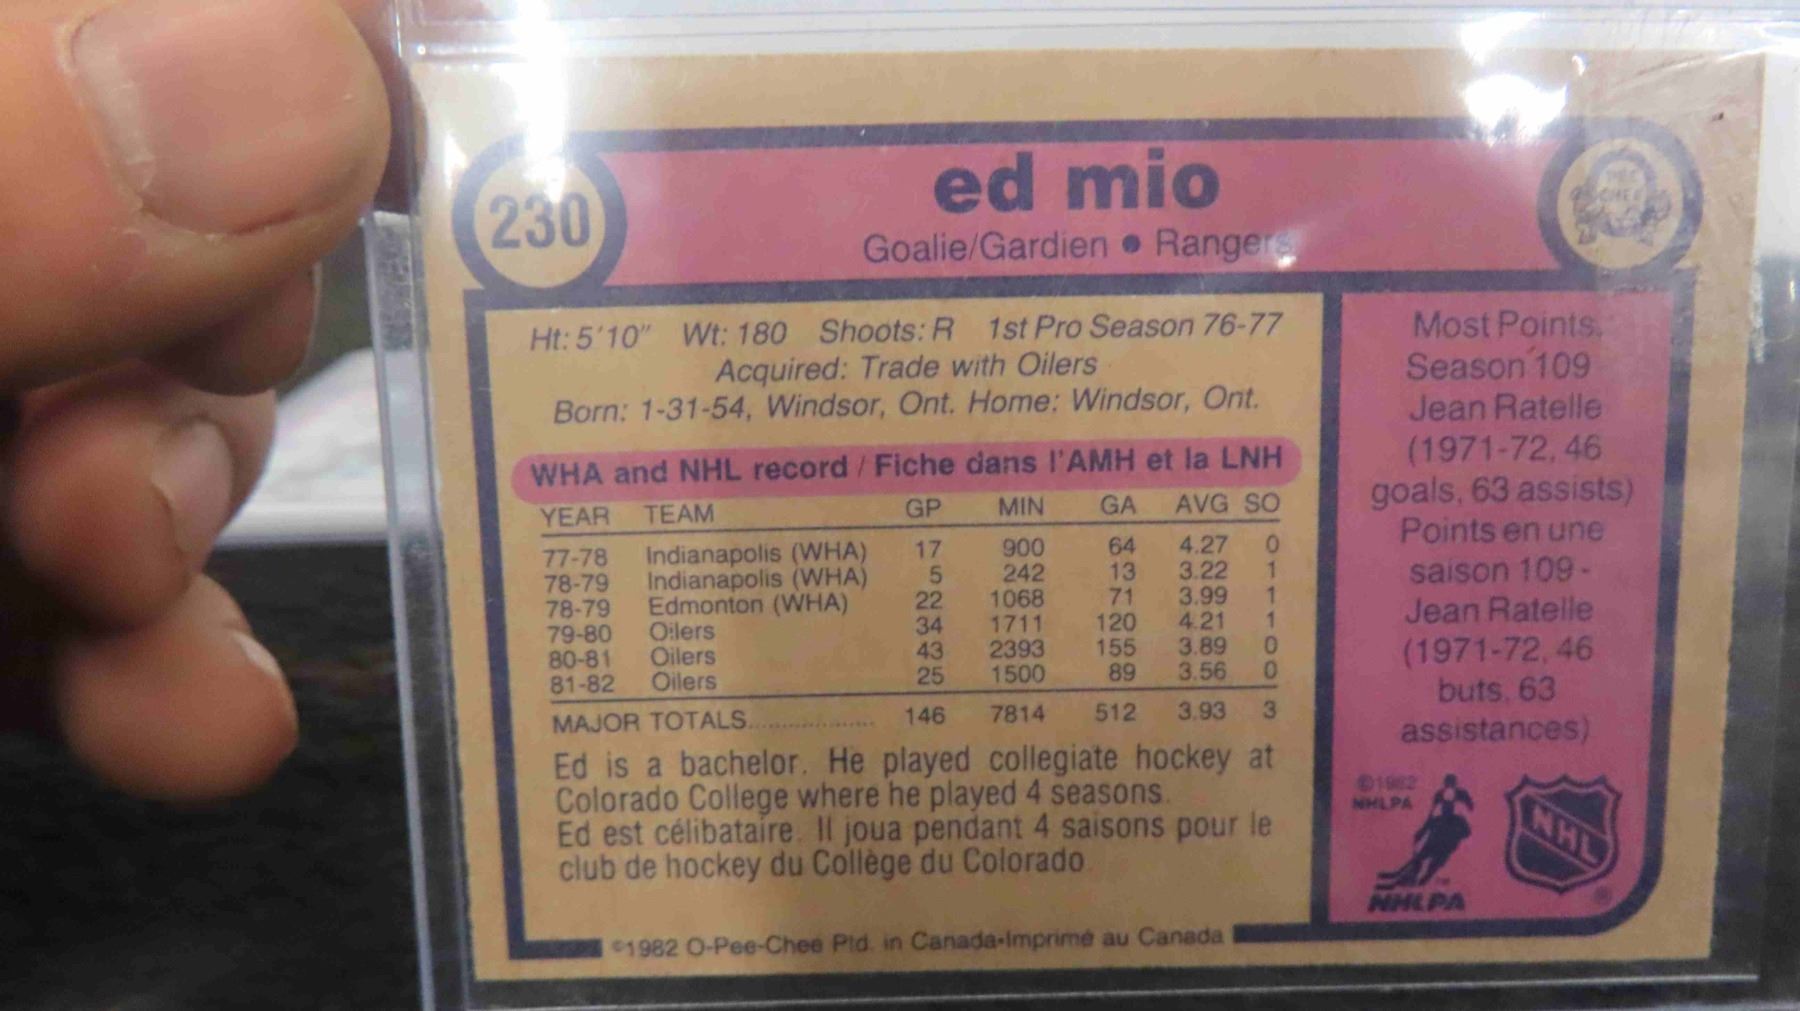 230
ed mio
Goalie/Gardien • Rangers
Ht: 5'10" Wt: 180 Shoots: R 1st Pro Season 76-77
Acquired: Trade with Oilers
Born: 1-31-54, Windsor, Ont. Home: Windsor, Ont.
WHA and NHL record / Fiche dans l'AMH et la LNH
YEAR TEAM GP MIN GA AVG SO
77-78 Indianapolis (WHA) 17 900 64 4.27 0
78-79 Indianapolis (WHA) 5 242 13 3.22 1
78-79 Edmonton (WHA) 22 1068 71 3.99 1
79-80 Oilers 34 1711 120 4.21 1
80-81 Oilers 43 2393 155 3.89 0
81-82 Oilers 25 1500 89 3.56 0
MAJOR TOTALS.................. 146 7814 512 3.93 3
Ed is a bachelor. He played collegiate hockey at
Colorado College where he played 4 seasons.
Ed est célibataire. Il joua pendant 4 saisons pour le
club de hockey du Collège du Colorado
©1982 O-Pee-Chee Ptd. in Canada-Imprimé au Canada
Most Points,
Season 109
Jean Ratelle
(1971-72, 46
goals, 63 assists)
Points en une
saison 109 -
Jean Ratelle
(1971-72, 46
buts, 63
assistances)
©1982
NHLPA
NHLPA
NHL